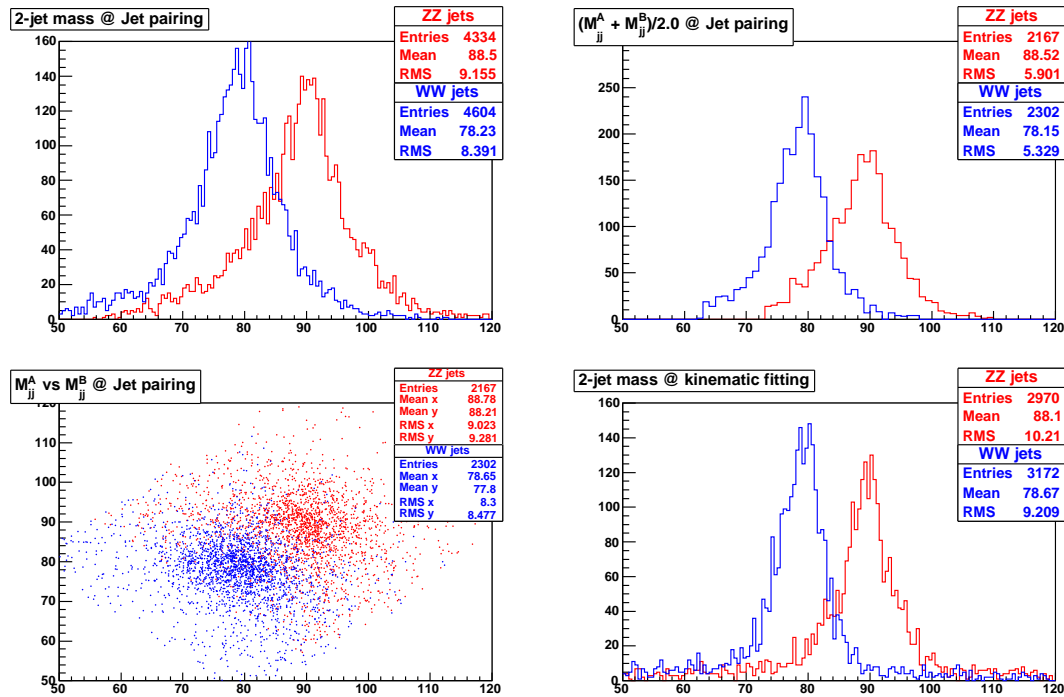 2-jet mass @ Jet pairing
ZZ jets
Entries 4334
Mean 88.5
RMS 9.155
WW jets
Entries 4604
Mean 78.23
RMS 8.391
160
140
120
100
80
60
40
20
0
50 60 70 80 90 100 110 120
(M^A_jj + M^B_jj)/2.0 @ Jet pairing
ZZ jets
Entries 2167
Mean 88.52
RMS 5.901
WW jets
Entries 2302
Mean 78.15
RMS 5.329
250
200
150
100
50
0
50 60 70 80 90 100 110 120
M^A_jj vs M^B_jj @ Jet pairing
ZZ jets
Entries 2167
Mean x 88.78
Mean y 88.21
RMS x 9.023
RMS y 9.281
WW jets
Entries 2302
Mean x 78.65
Mean y 77.8
RMS x 8.3
RMS y 8.477
120
110
100
90
80
70
60
50
50 60 70 80 90 100 110 120
2-jet mass @ kinematic fitting
ZZ jets
Entries 2970
Mean 88.1
RMS 10.21
WW jets
Entries 3172
Mean 78.67
RMS 9.209
160
140
120
100
80
60
40
20
0
50 60 70 80 90 100 110 120